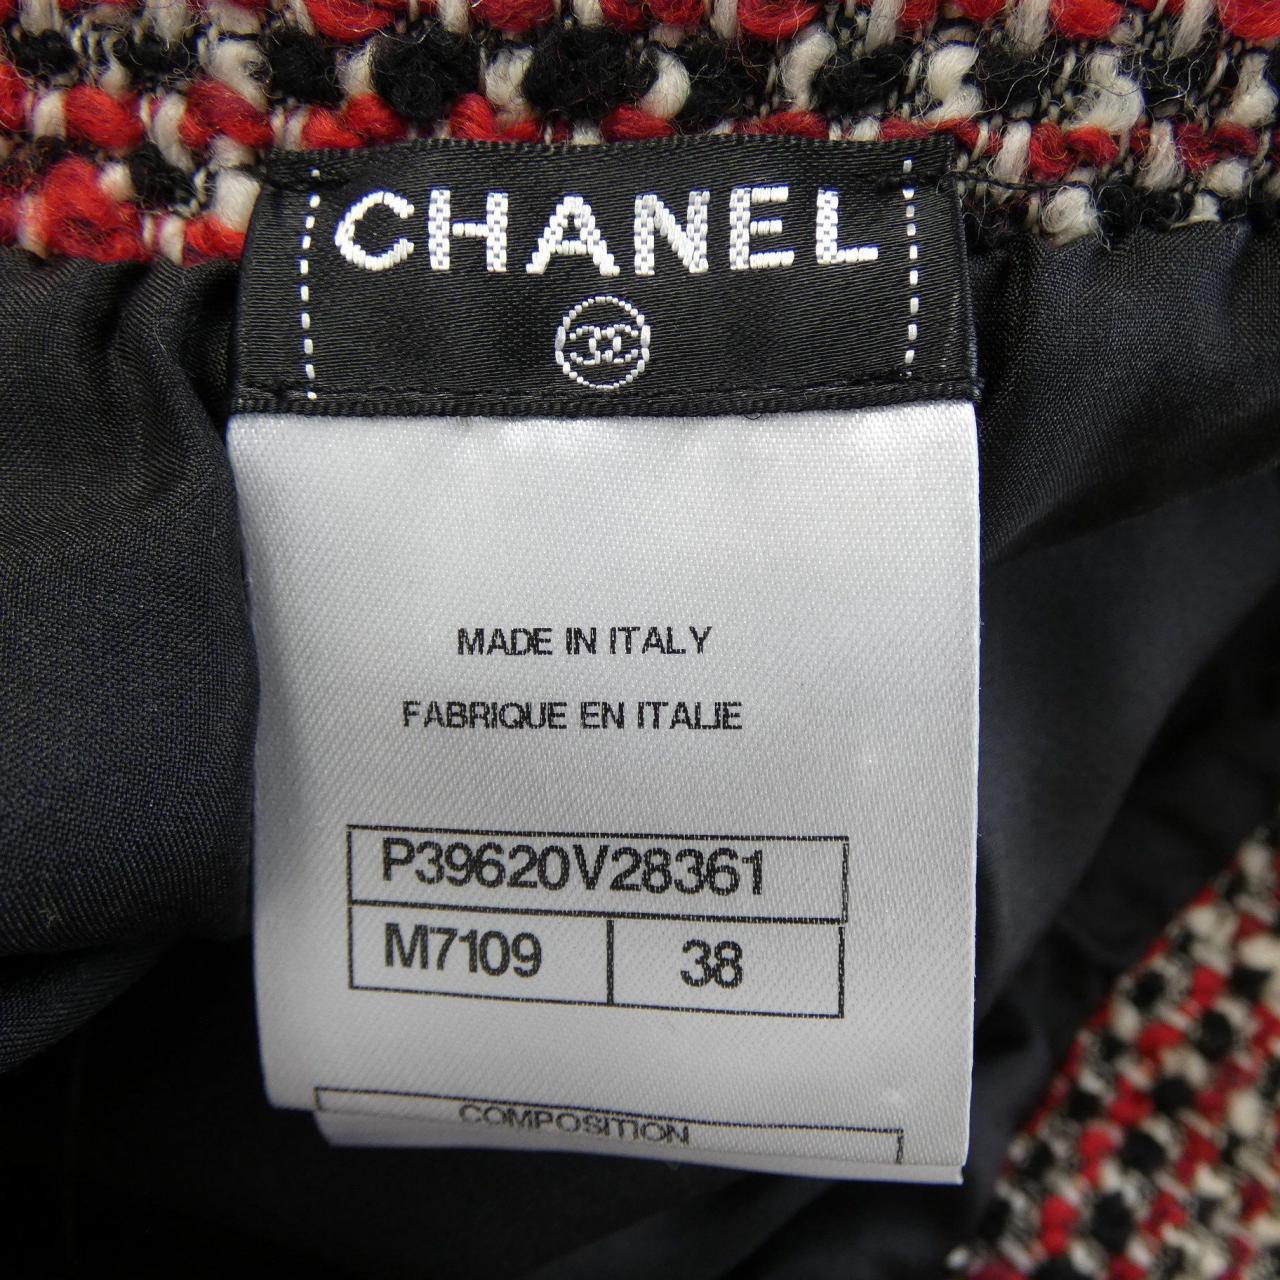 CHANEL
MADE IN ITALY
FABRIQUE EN ITALIE
P39620V28361
M7109 38
COMPOSITION